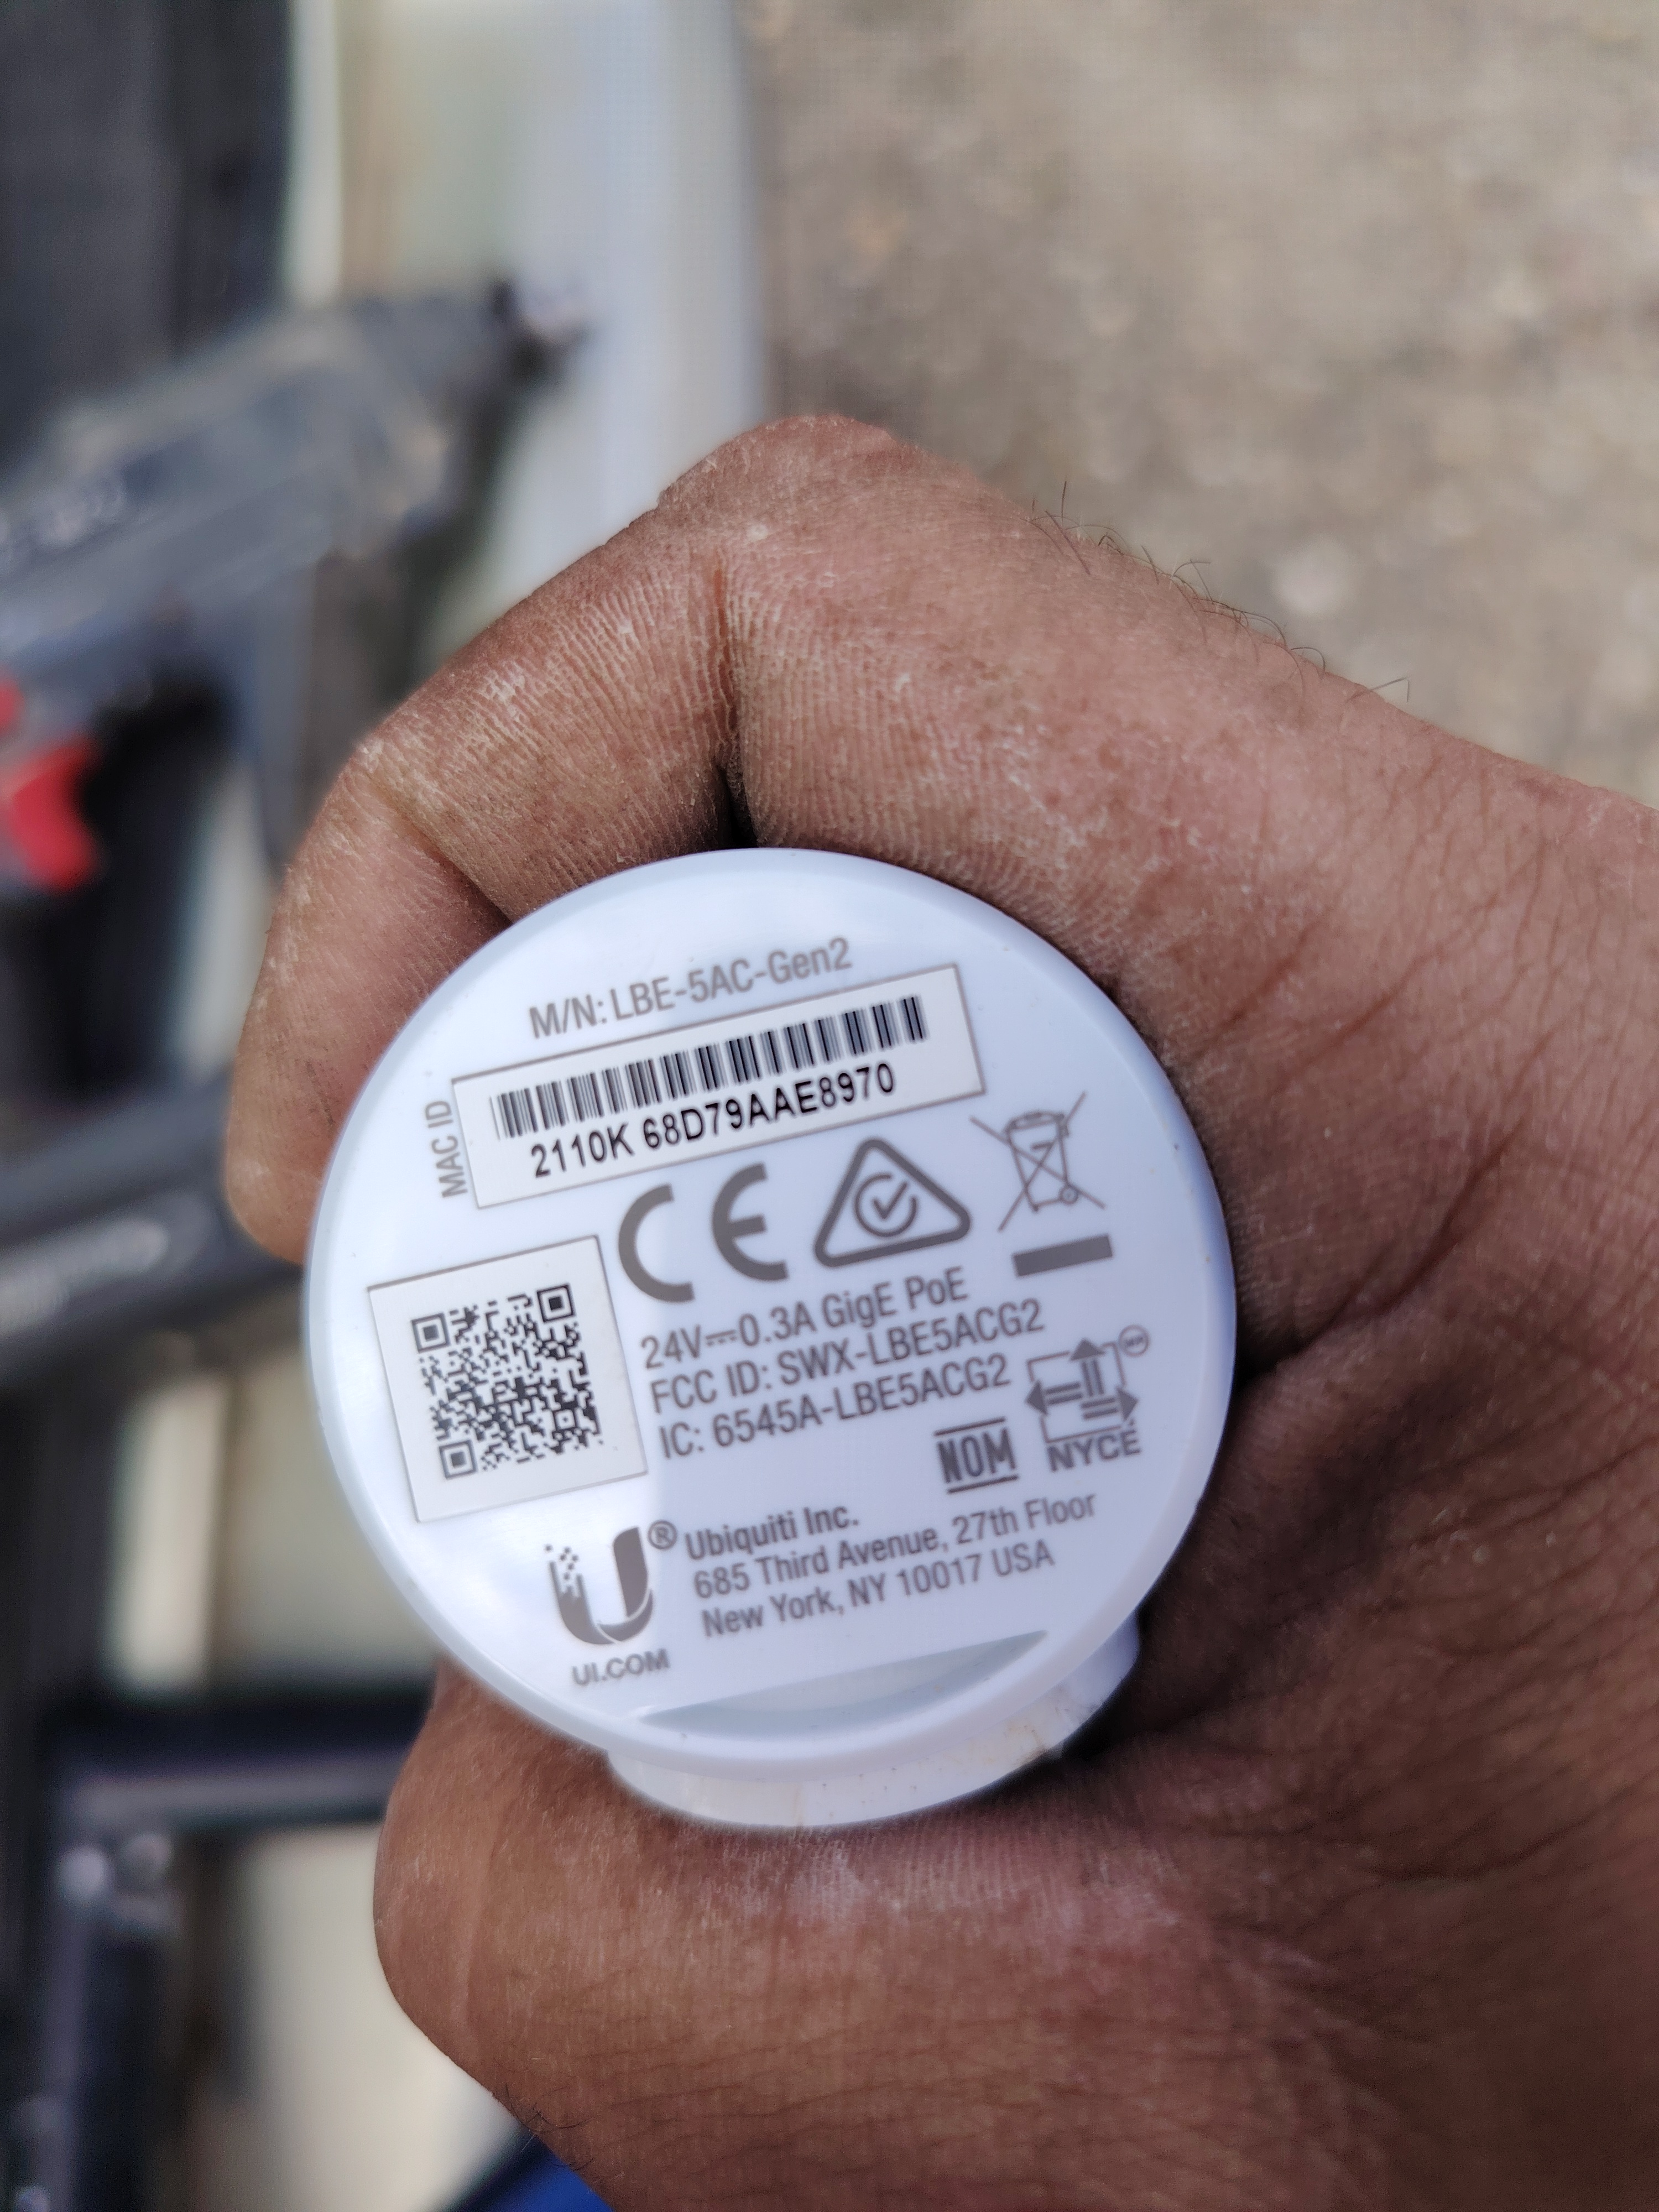 M/N: LBE-5AC-Gen2
MAC ID
2110K 68D79AAE8970
CE
24V⎓0.3A GigE PoE
FCC ID: SWX-LBE5ACG2
IC: 6545A-LBE5ACG2
NOM
NYCE
U®
UI.COM
Ubiquiti Inc.
685 Third Avenue, 27th Floor
New York, NY 10017 USA